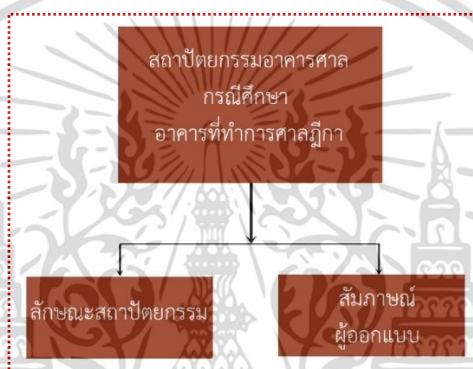 สถาปัตยกรรมอาคารศาล
กรณีศึกษา
อาคารที่ทำการศาลฎีกา
ลักษณะสถาปัตยกรรม
สัมภาษณ์
ผู้ออกแบบ